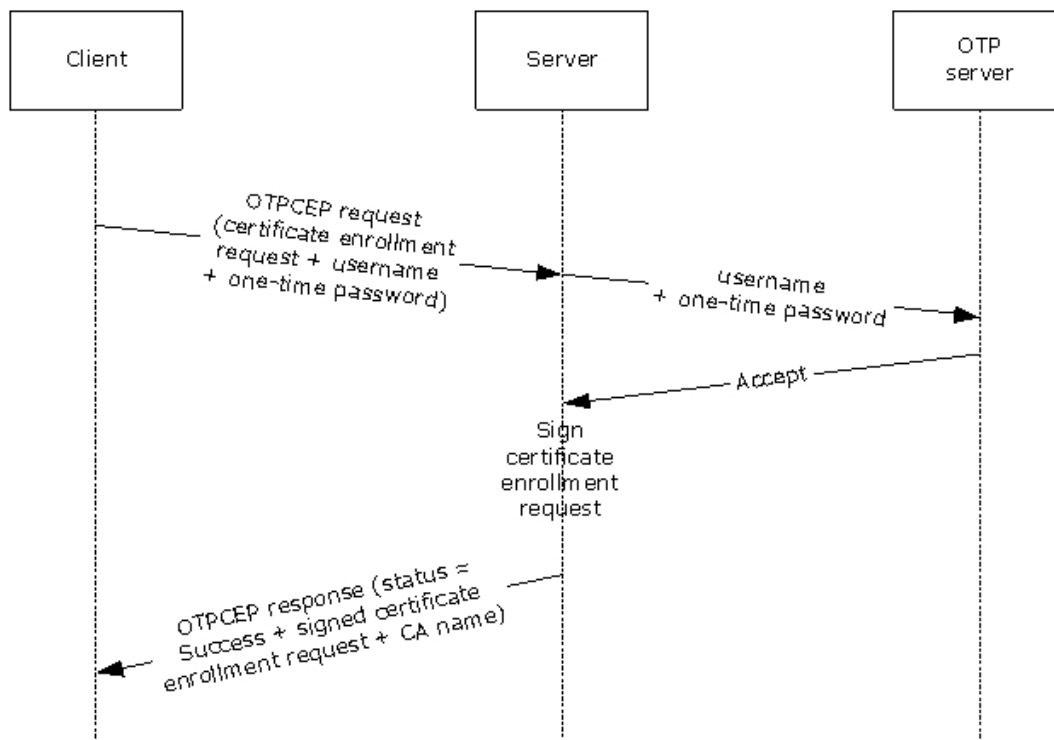 Client
Server
OTP
server
OTPCEP request
(certificate enrollment
request + username
+ one-time password)
username
+ one-time password
Accept
Sign
certificate
enrollment
request
OTPCEP response (status =
Success + signed certificate
enrollment request + CA name)